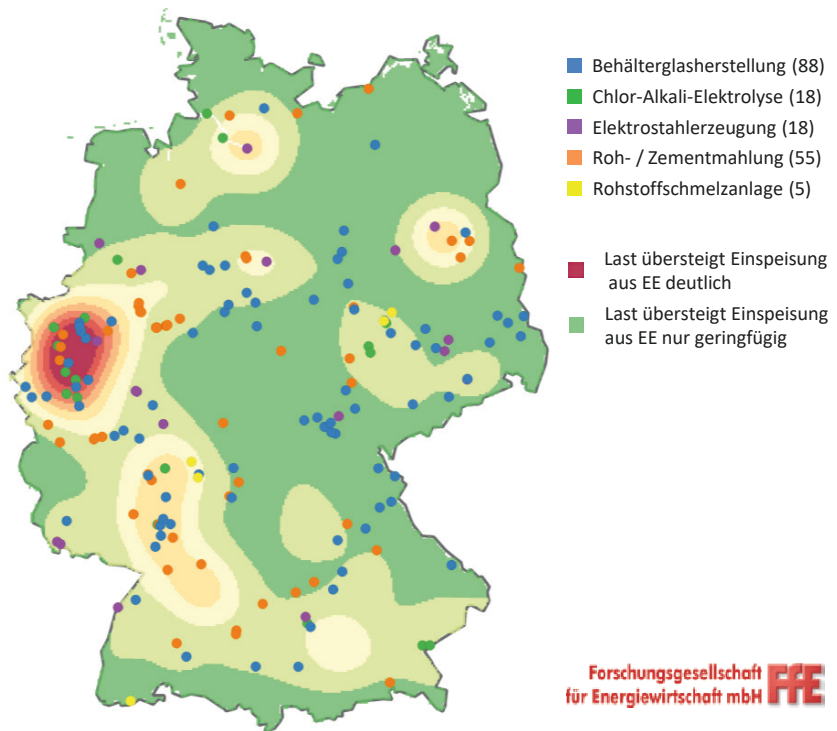 Behälterglasherstellung (88)
Chlor-Alkali-Elektrolyse (18)
Elektrostahlerzeugung (18)
Roh- / Zementmahlung (55)
Rohstoffschmelzanlage (5)
Last übersteigt Einspeisung
aus EE deutlich
Last übersteigt Einspeisung
aus EE nur geringfügig
Forschungsgesellschaft
für Energiewirtschaft mbH FfE